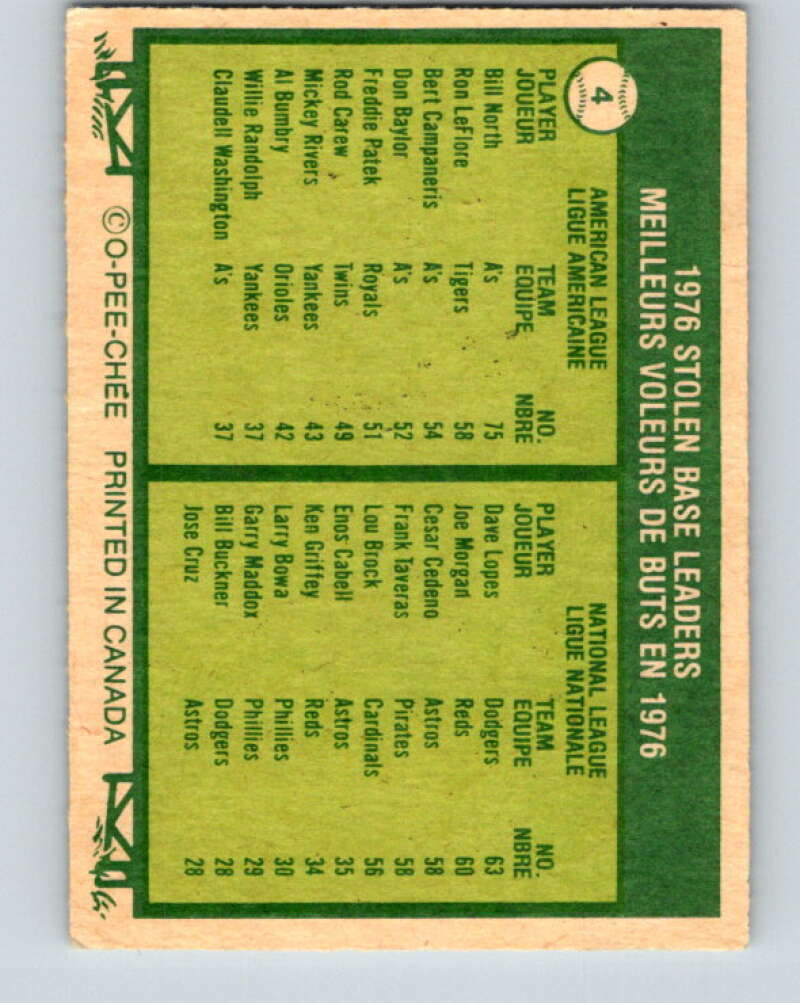 4
1976 STOLEN BASE LEADERS
MEILLEURS VOLEURS DE BUTS EN 1976
AMERICAN LEAGUE
LIGUE AMERICAINE
PLAYER TEAM NO.
JOUEUR EQUIPE NBRE
Bill North A's 75
Ron LeFlore Tigers 58
Bert Campaneris A's 54
Don Baylor A's 52
Freddie Patek Royals 51
Rod Carew Twins 49
Mickey Rivers Yankees 43
Al Bumbry Orioles 42
Willie Randolph Yankees 37
Claudell Washington A's 37
NATIONAL LEAGUE
LIGUE NATIONALE
PLAYER TEAM NO.
JOUEUR EQUIPE NBRE
Dave Lopes Dodgers 63
Joe Morgan Reds 60
Cesar Cedeno Astros 58
Frank Taveras Pirates 58
Lou Brock Cardinals 56
Enos Cabell Astros 35
Ken Griffey Reds 34
Larry Bowa Phillies 30
Garry Maddox Phillies 29
Bill Buckner Dodgers 28
Jose Cruz Astros 28
©O-PEE-CHEE PRINTED IN CANADA